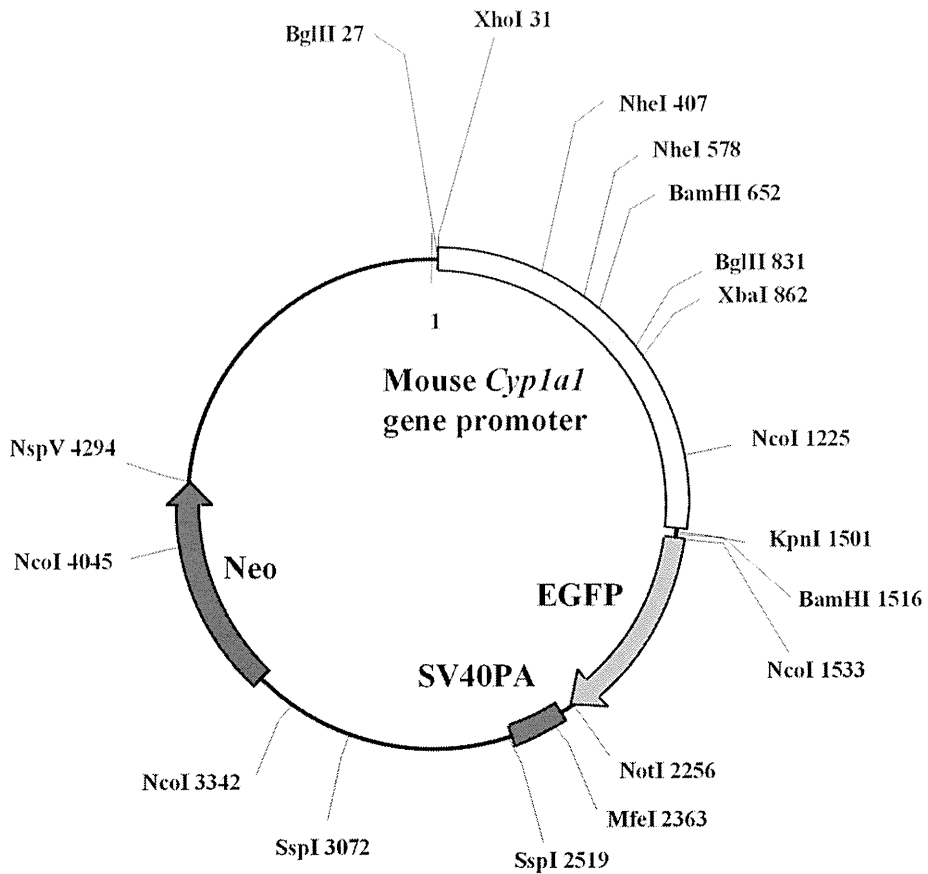 BglII 27
XhoI 31
NheI 407
NheI 578
BamHI 652
BglII 831
XbaI 862
1
Mouse Cyp1a1
gene promoter
NcoI 1225
NspV 4294
KpnI 1501
NcoI 4045
Neo
EGFP
BamHI 1516
NcoI 1533
SV40PA
NotI 2256
NcoI 3342
MfeI 2363
SspI 3072
SspI 2519